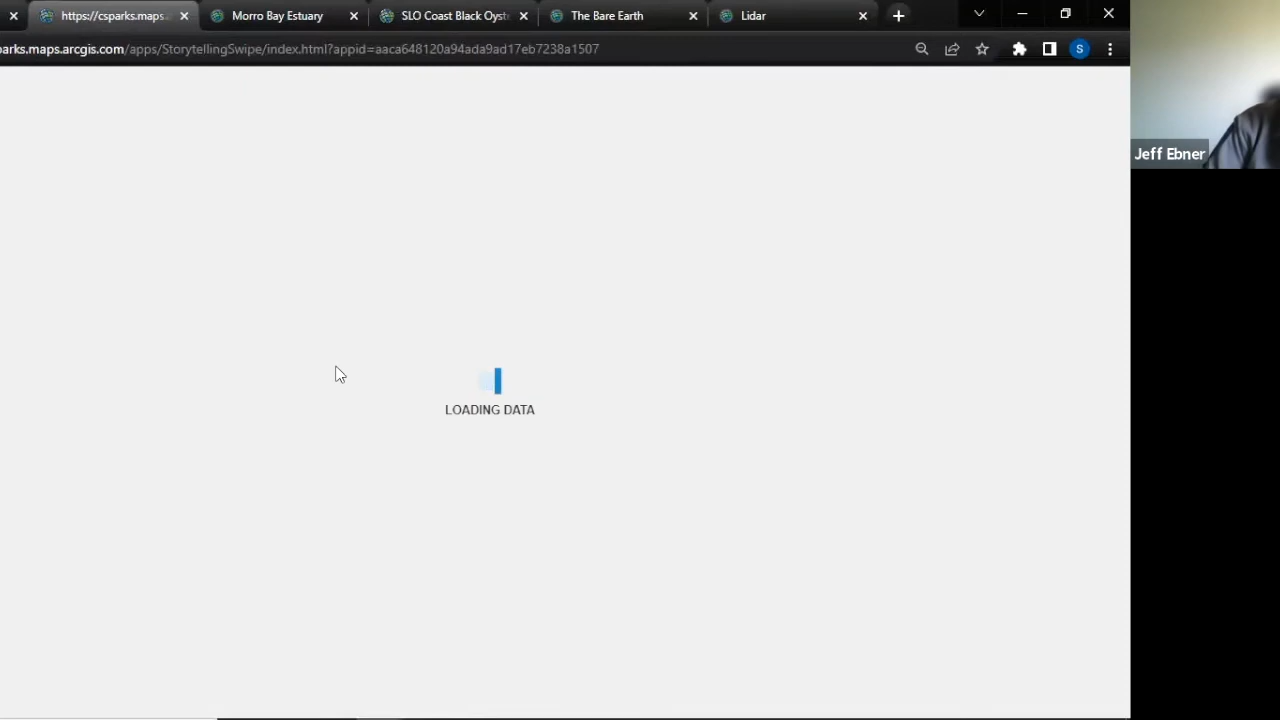 https://csparks.maps.a
Morro Bay Estuary
SLO Coast Black Oyst
The Bare Earth
Lidar
arks.maps.arcgis.com/apps/StorytellingSwipe/index.html?appid=aaca648120a94ada9ad17eb7238a1507
S
Jeff Ebner
LOADING DATA